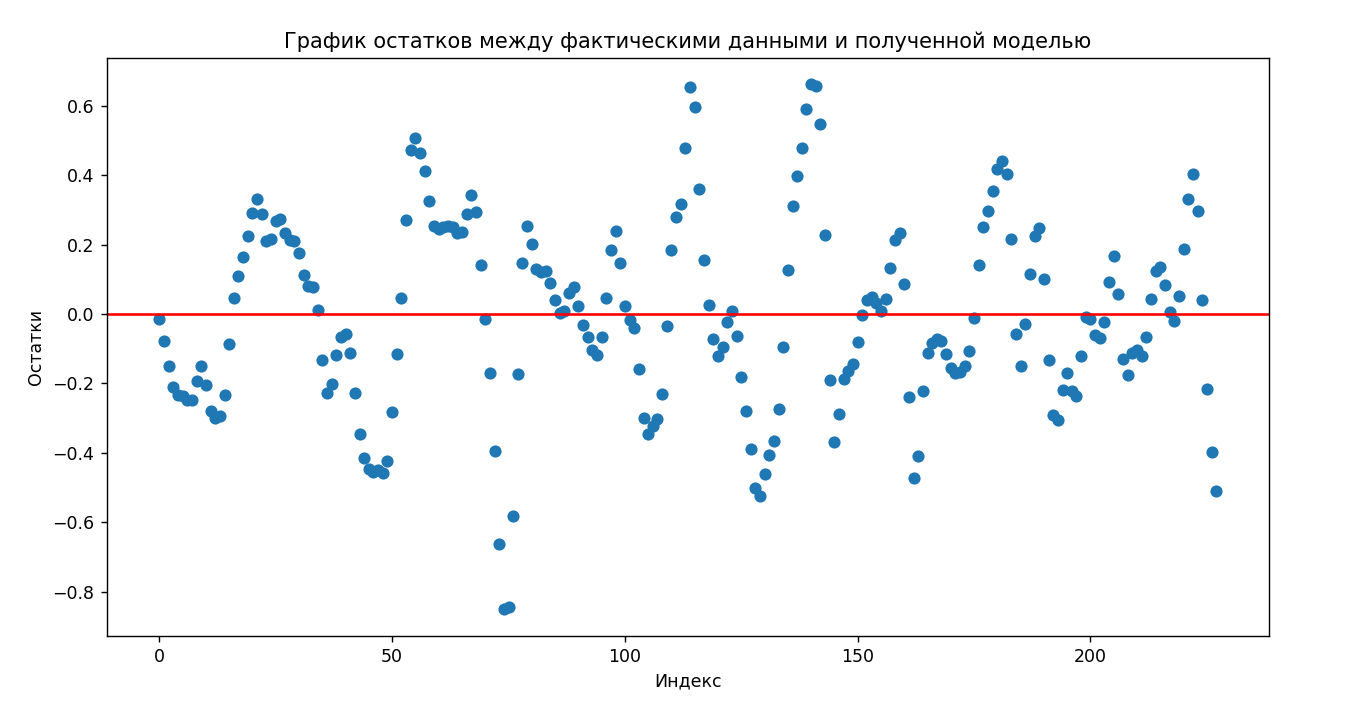 График остатков между фактическими данными и полученной моделью
0.6
0.4
0.2
0.0
−0.2
−0.4
−0.6
−0.8
Остатки
0 50 100 150 200
Индекс